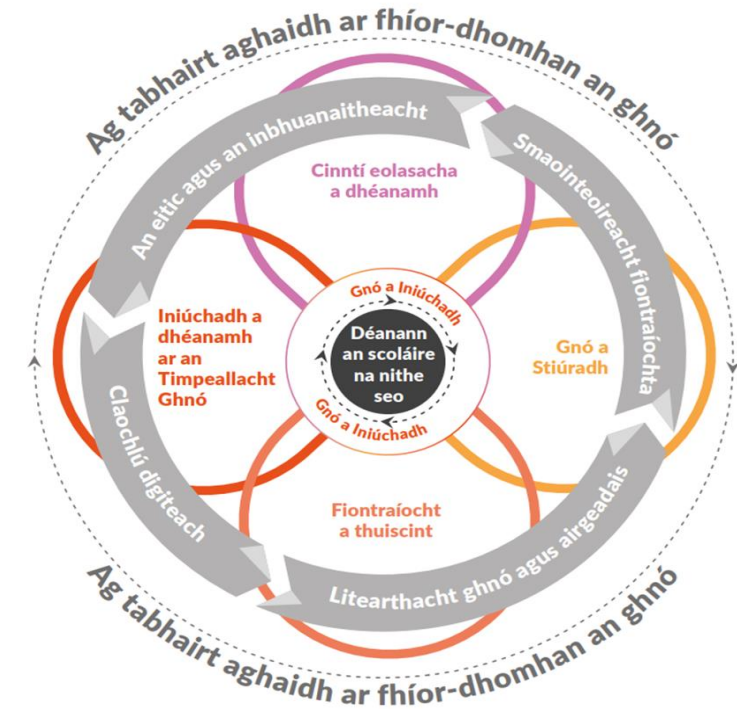 Ag tabhairt aghaidh ar fhíor-dhomhan an ghnó
An eitic agus an inbhuanaitheacht
Smaointeoireacht fiontraíochta
Cinntí eolasacha
a dhéanamh
Iniúchadh a
dhéanamh
ar an
Timpeallacht
Ghnó
Gnó a Iniúchadh
Déanann
an scoláire
na nithe
seo
Gnó a Iniúchadh
Gnó a
Stiúradh
Fiontraíocht
a thuiscint
Claochlú digiteach
Litearthacht ghnó agus airgeadais
Ag tabhairt aghaidh ar fhíor-dhomhan an ghnó